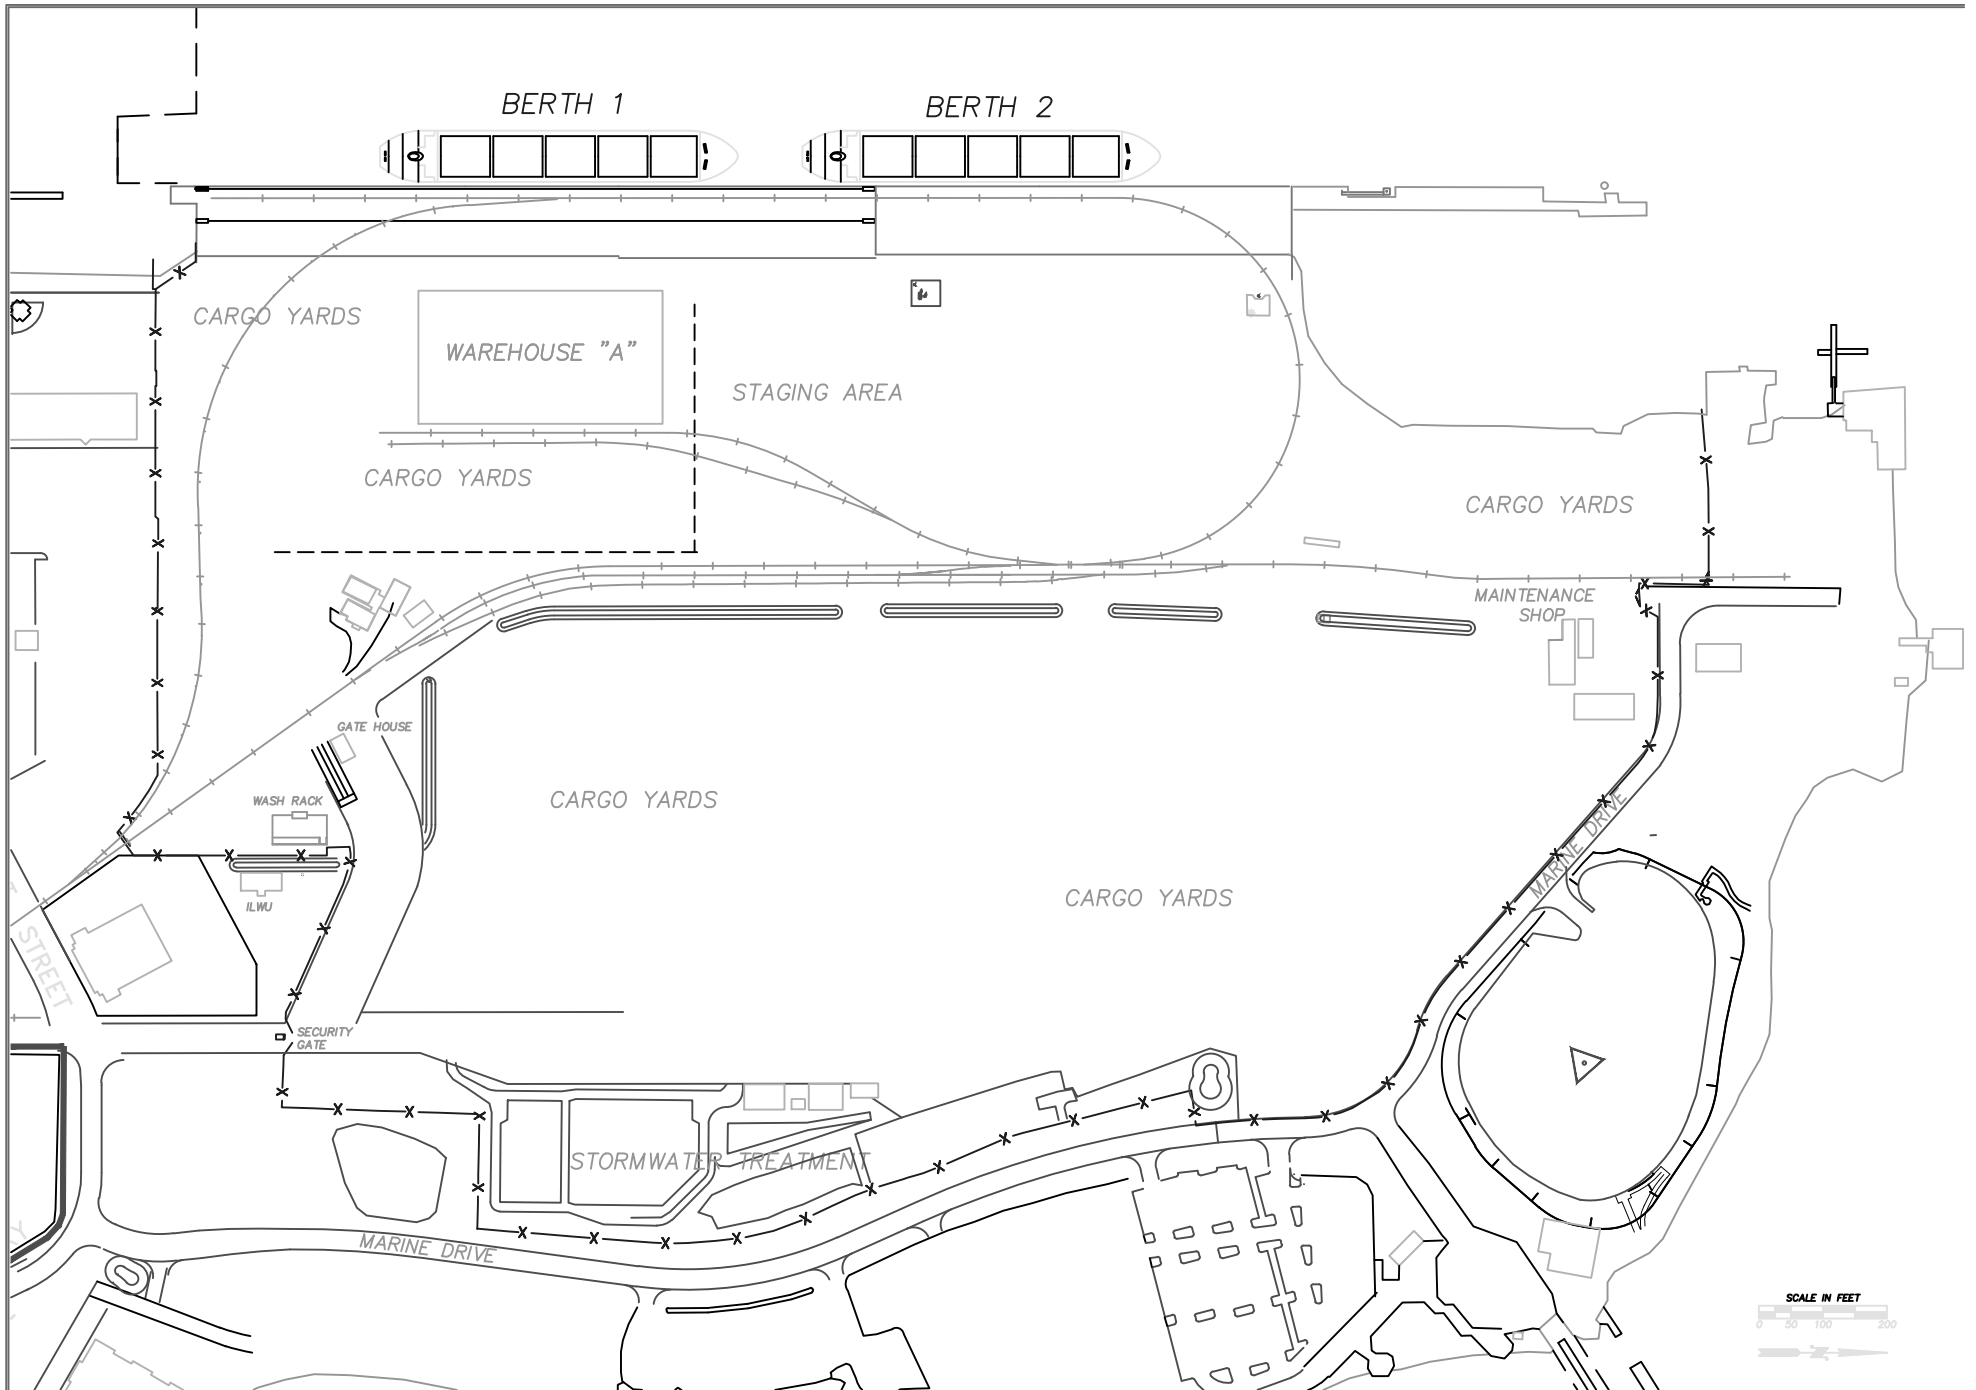 BERTH 1
BERTH 2
CARGO YARDS
WAREHOUSE "A"
STAGING AREA
CARGO YARDS
CARGO YARDS
MAINTENANCE
SHOP
GATE HOUSE
WASH RACK
CARGO YARDS
MARINE DRIVE
CARGO YARDS
ILWU
STREET
SECURITY
GATE
STORMWATER TREATMENT
MARINE DRIVE
SCALE IN FEET
0 50 100 200
N